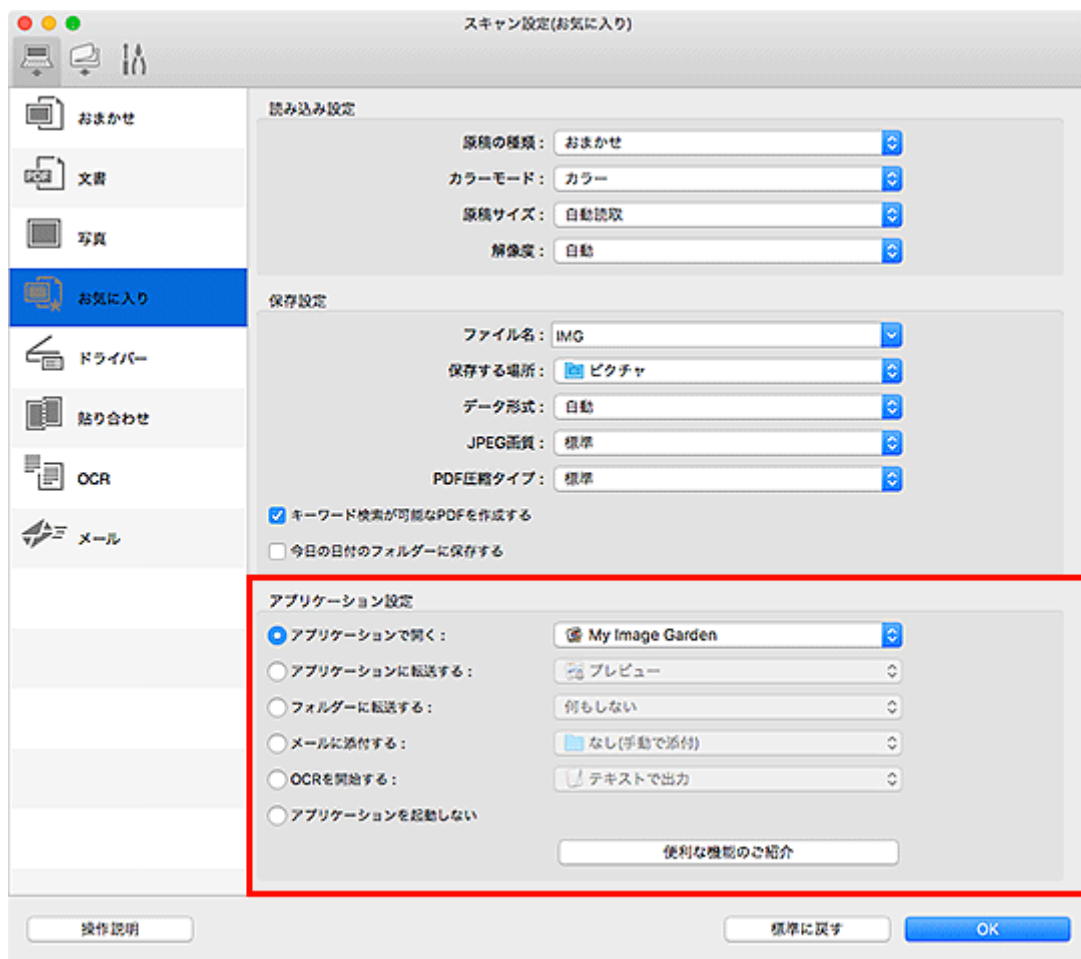 スキャン設定(お気に入り)
おまかせ
文書
写真
お気に入り
ドライバー
貼り合わせ
OCR
メール
読み込み設定
原稿の種類： おまかせ
カラーモード： カラー
原稿サイズ： 自動読取
解像度： 自動
保存設定
ファイル名： IMG
保存する場所： ピクチャ
データ形式： 自動
JPEG画質： 標準
PDF圧縮タイプ： 標準
キーワード検索が可能なPDFを作成する
今日の日付のフォルダーに保存する
アプリケーション設定
アプリケーションで開く： My Image Garden
アプリケーションに転送する： プレビュー
フォルダーに転送する： 何もしない
メールに添付する： なし(手動で添付)
OCRを開始する： テキストで出力
アプリケーションを起動しない
便利な機能のご紹介
操作説明
標準に戻す
OK